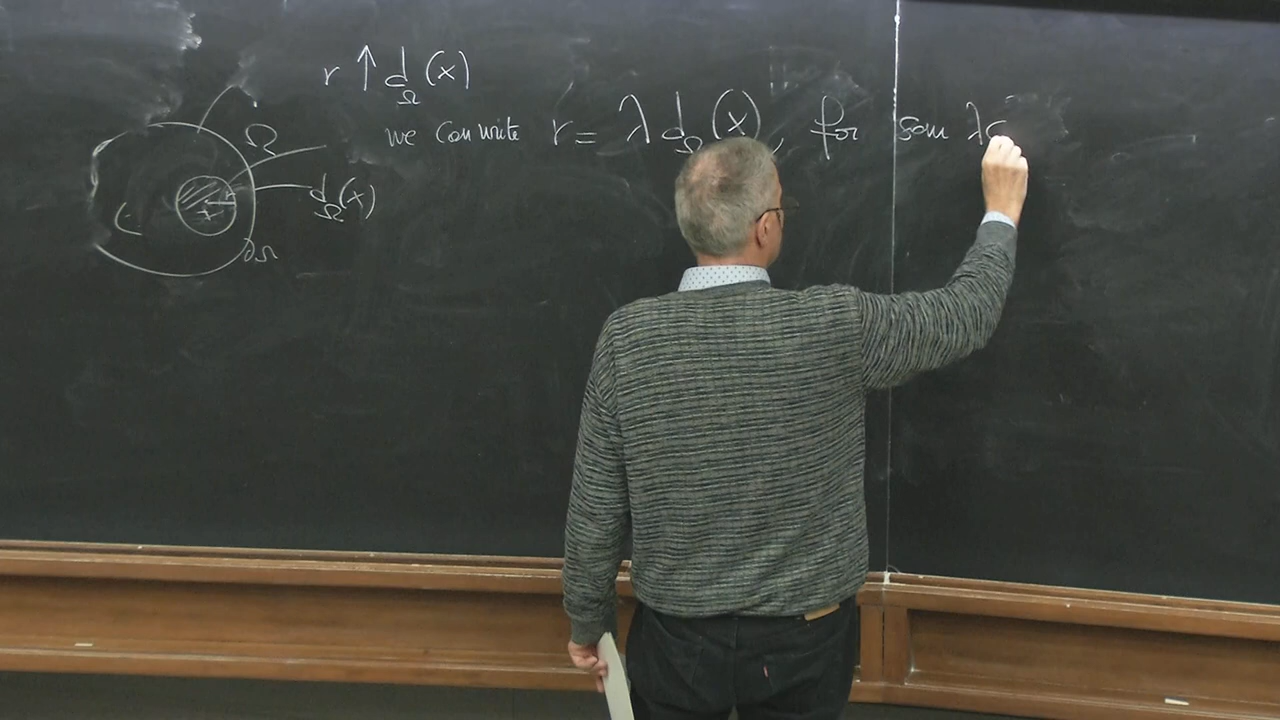 r ↑ d_Ω (x)
we can write r = λ d_Ω (x), for som λ
Ω
d_Ω (x)
r
x
∂Ω